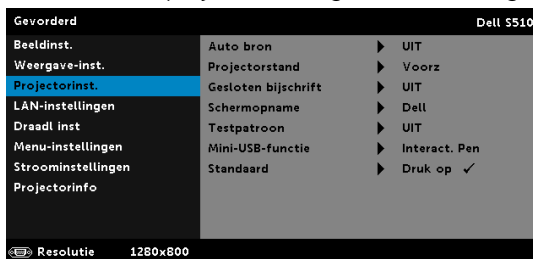 Gevorderd Dell S510
Beeldinst.
Weergave-inst.
Projectorinst.
LAN-instellingen
Draadl inst
Menu-instellingen
Stroominstellingen
Projectorinfo
Auto bron UIT
Projectorstand Voorz
Gesloten bijschrift UIT
Schermopname Dell
Testpatroon UIT
Mini-USB-functie Interact. Pen
Standaard Druk op ✓
Resolutie 1280x800